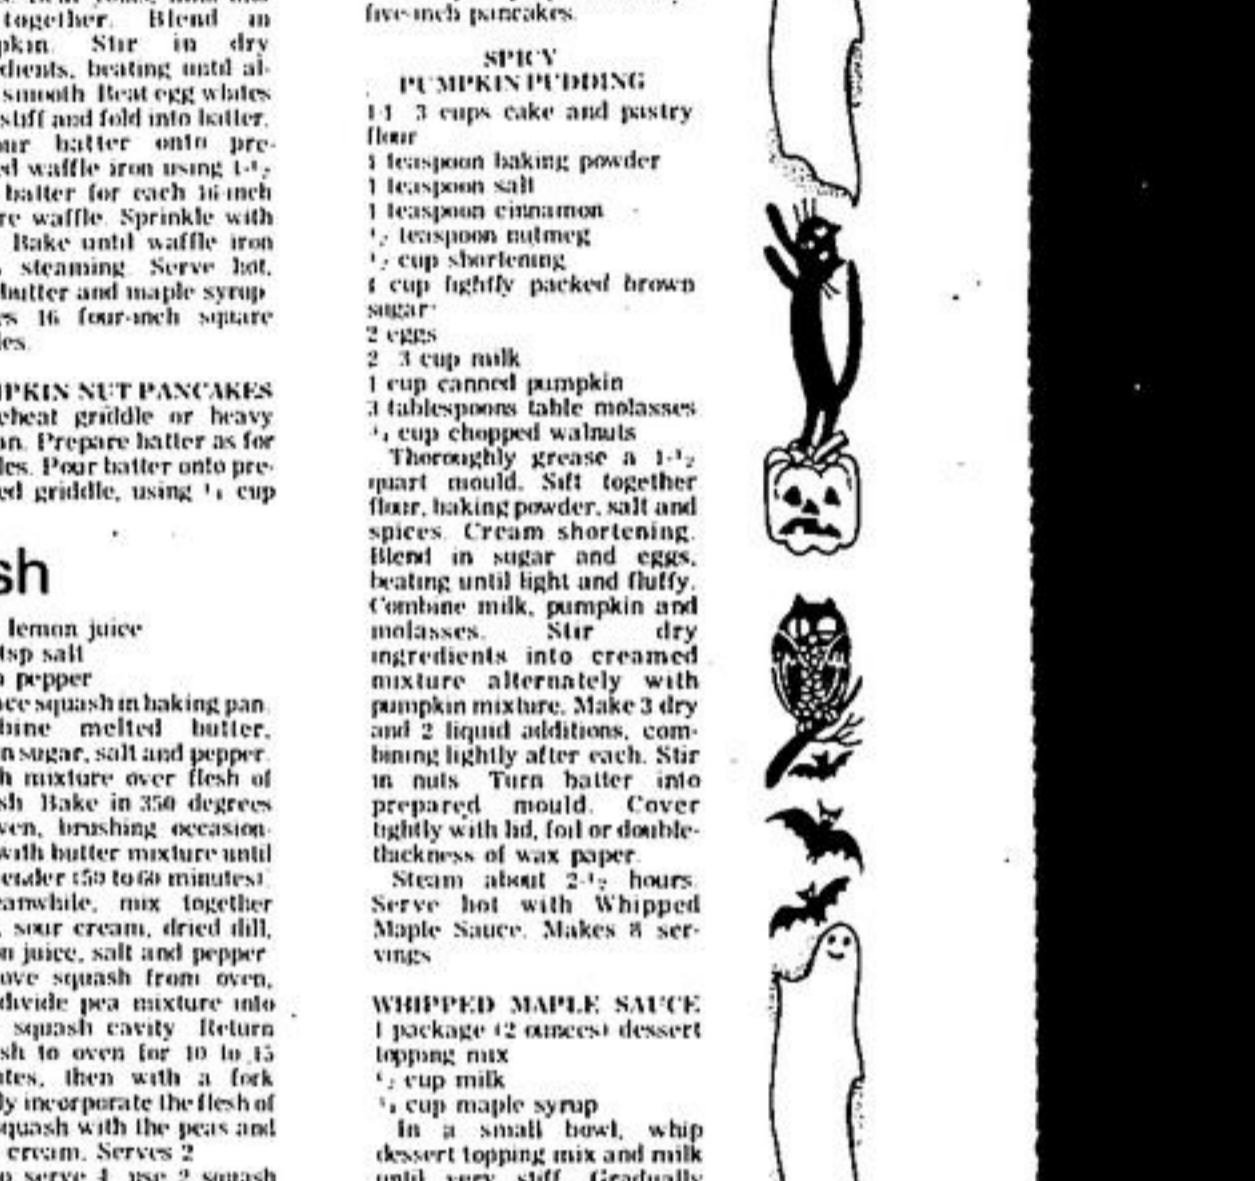 together. Blend in
pkin. Stir in dry
dients, beating until al-
smooth. Beat egg whites
stiff and fold into batter.
our batter onto pre-
ed waffle iron using 1-½
batter for each 16-inch
re waffle. Sprinkle with
Bake until waffle iron
steaming. Serve hot,
butter and maple syrup.
es 16 four-inch square
les.
MPKIN NUT PANCAKES
eheat griddle or heavy
an. Prepare batter as for
les. Pour batter onto pre-
ed griddle, using ¼ cup
five-inch pancakes.
sh
lemon juice
tsp salt
pepper
ce squash in baking pan.
bine melted butter,
n sugar, salt and pepper.
h mixture over flesh of
sh. Bake in 350 degrees
ven, brushing occasion-
with butter mixture until
ender (50 to 60 minutes).
eanwhile, mix together
, sour cream, dried dill,
n juice, salt and pepper.
ove squash from oven,
divide pea mixture into
squash cavity. Return
sh to oven for 10 to 15
tes, then with a fork
ly incorporate the flesh of
quash with the peas and
cream. Serves 2
o serve 4, use 2 squash
SPICY
PUMPKIN PUDDING
1-1 3 cups cake and pastry
flour
1 teaspoon baking powder
1 teaspoon salt
1 teaspoon cinnamon
½ teaspoon nutmeg
½ cup shortening
1 cup lightly packed brown
sugar
2 eggs
2 3 cup milk
1 cup canned pumpkin
3 tablespoons table molasses
cup chopped walnuts
Thoroughly grease a 1-½
quart mould. Sift together
flour, baking powder, salt and
spices. Cream shortening.
Blend in sugar and eggs,
beating until light and fluffy.
Combine milk, pumpkin and
molasses. Stir dry
ingredients into creamed
mixture alternately with
pumpkin mixture. Make 3 dry
and 2 liquid additions, com-
bining lightly after each. Stir
in nuts. Turn batter into
prepared mould. Cover
tightly with lid, foil or double-
thickness of wax paper.
Steam about 2-½ hours.
Serve hot with Whipped
Maple Sauce. Makes 8 ser-
vings
WHIPPED MAPLE SAUCE
1 package (2 ounces) dessert
topping mix
½ cup milk
cup maple syrup
In a small bowl, whip
dessert topping mix and milk
until very stiff. Gradually